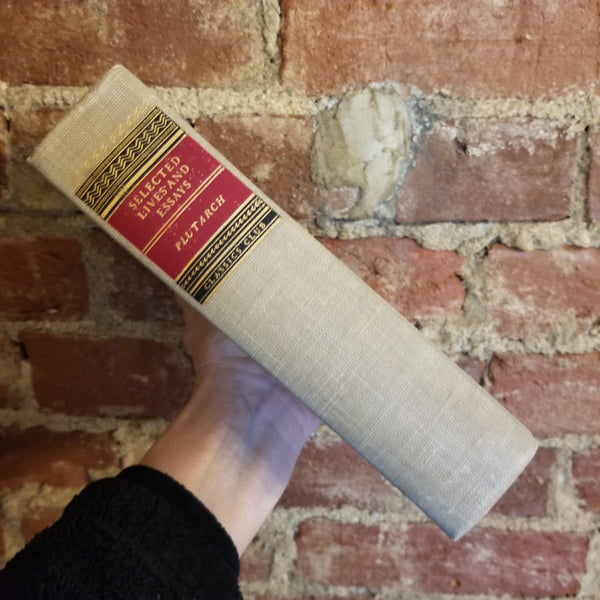 SELECTED
LIVES AND
ESSAYS
PLUTARCH
CLASSICS CLUB